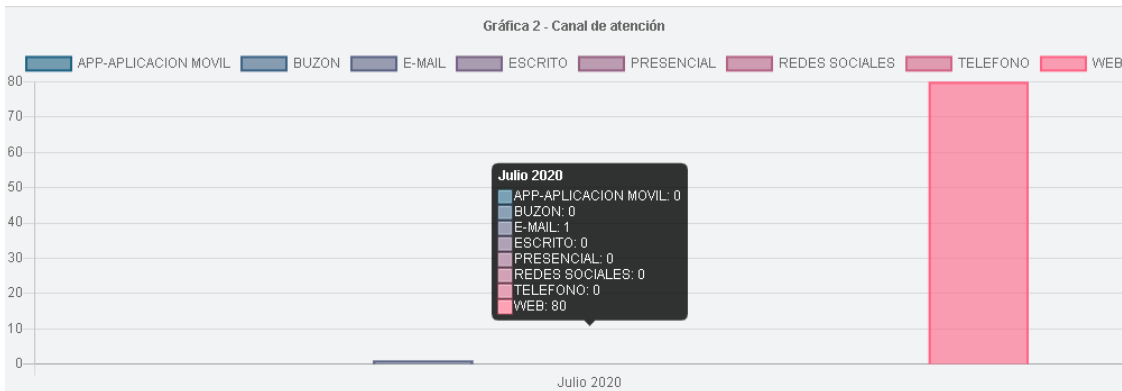 Gráfica 2 - Canal de atención
APP-APLICACION MOVIL BUZON E-MAIL ESCRITO PRESENCIAL REDES SOCIALES TELEFONO WEB
80
70
60
50
40
30
20
10
0
Julio 2020
APP-APLICACION MOVIL: 0
BUZON: 0
E-MAIL: 1
ESCRITO: 0
PRESENCIAL: 0
REDES SOCIALES: 0
TELEFONO: 0
WEB: 80
Julio 2020